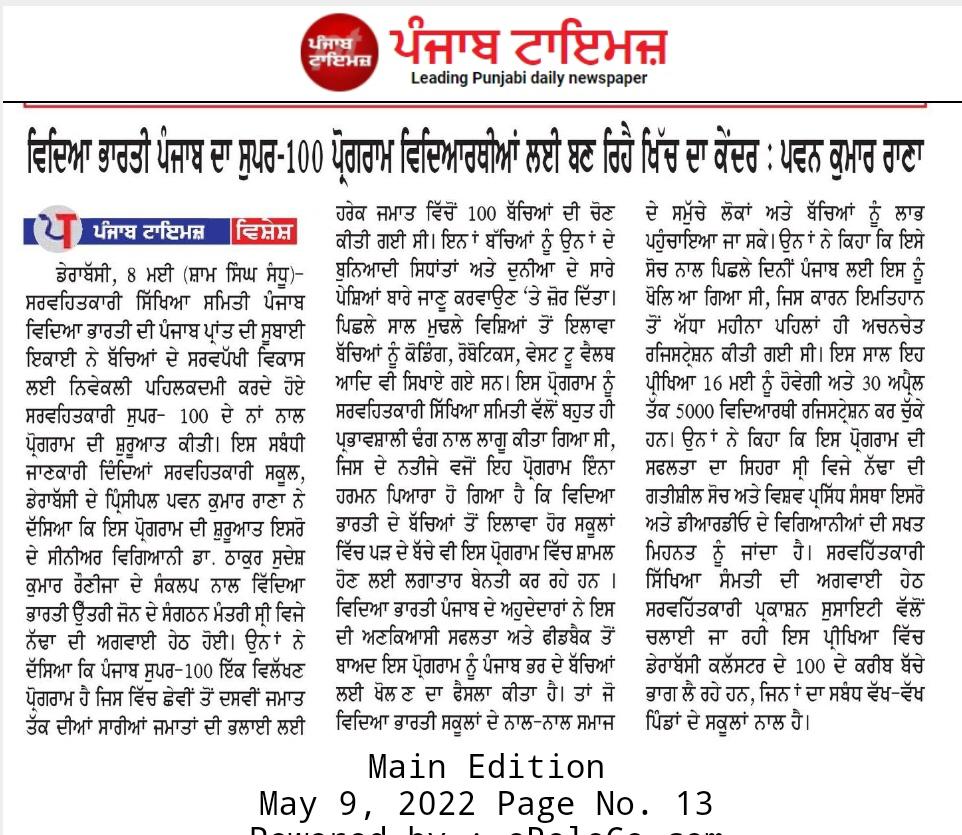 ਪੰਜਾਬ
ਟਾਇਮਜ਼
ਪੰਜਾਬ ਟਾਇਮਜ਼
Leading Punjabi daily newspaper
ਵਿਦਿਆ ਭਾਰਤੀ ਪੰਜਾਬ ਦਾ ਸੁਪਰ-100 ਪ੍ਰੋਗਰਾਮ ਵਿਦਿਆਰਥੀਆਂ ਲਈ ਬਣ ਰਿਹੈ ਖਿੱਚ ਦਾ ਕੇਂਦਰ : ਪਵਨ ਕੁਮਾਰ ਰਾਣਾ
ਪਟ ਪੰਜਾਬ ਟਾਇਮਜ਼ ਵਿਸ਼ੇਸ਼
ਡੇਰਾਬੱਸੀ, 8 ਮਈ (ਸ਼ਾਮ ਸਿੰਘ ਸੰਧੂ)-
ਸਰਵਹਿਤਕਾਰੀ ਸਿੱਖਿਆ ਸਮਿਤੀ ਪੰਜਾਬ
ਵਿਦਿਆ ਭਾਰਤੀ ਦੀ ਪੰਜਾਬ ਪ੍ਰਾਂਤ ਦੀ ਸੂਬਾਈ
ਇਕਾਈ ਨੇ ਬੱਚਿਆਂ ਦੇ ਸਰਵਪੱਖੀ ਵਿਕਾਸ
ਲਈ ਨਿਵੇਕਲੀ ਪਹਿਲਕਦਮੀ ਕਰਦੇ ਹੋਏ
ਸਰਵਹਿਤਕਾਰੀ ਸੁਪਰ- 100 ਦੇ ਨਾਂ ਨਾਲ
ਪ੍ਰੋਗਰਾਮ ਦੀ ਸ਼ੁਰੂਆਤ ਕੀਤੀ। ਇਸ ਸਬੰਧੀ
ਜਾਣਕਾਰੀ ਦਿੰਦਿਆਂ ਸਰਵਹਿਤਕਾਰੀ ਸਕੂਲ,
ਡੇਰਾਬੱਸੀ ਦੇ ਪ੍ਰਿੰਸੀਪਲ ਪਵਨ ਕੁਮਾਰ ਰਾਣਾ ਨੇ
ਦੱਸਿਆ ਕਿ ਇਸ ਪ੍ਰੋਗਰਾਮ ਦੀ ਸ਼ੁਰੂਆਤ ਇਸਰੋ
ਦੇ ਸੀਨੀਅਰ ਵਿਗਿਆਨੀ ਡਾ. ਠਾਕੁਰ ਸੁਦੇਸ਼
ਕੁਮਾਰ ਰੌਣੀਜਾ ਦੇ ਸੰਕਲਪ ਨਾਲ ਵਿੱਦਿਆ
ਭਾਰਤੀ ਉੱਤਰੀ ਜੋਨ ਦੇ ਸੰਗਠਨ ਮੰਤਰੀ ਸ੍ਰੀ ਵਿਜੇ
ਨੱਢਾ ਦੀ ਅਗਵਾਈ ਹੇਠ ਹੋਈ। ਉਨਾਂ ਨੇ
ਦੱਸਿਆ ਕਿ ਪੰਜਾਬ ਸੁਪਰ-100 ਇੱਕ ਵਿਲੱਖਣ
ਪ੍ਰੋਗਰਾਮ ਹੈ ਜਿਸ ਵਿੱਚ ਛੇਵੀਂ ਤੋਂ ਦਸਵੀਂ ਜਮਾਤ
ਤੱਕ ਦੀਆਂ ਸਾਰੀਆਂ ਜਮਾਤਾਂ ਦੀ ਭਲਾਈ ਲਈ
ਹਰੇਕ ਜਮਾਤ ਵਿੱਚੋਂ 100 ਬੱਚਿਆਂ ਦੀ ਚੋਣ
ਕੀਤੀ ਗਈ ਸੀ। ਇਨਾਂ ਬੱਚਿਆਂ ਨੂੰ ਉਨਾਂ ਦੇ
ਬੁਨਿਆਦੀ ਸਿਧਾਂਤਾਂ ਅਤੇ ਦੁਨੀਆ ਦੇ ਸਾਰੇ
ਪੇਸ਼ਿਆਂ ਬਾਰੇ ਜਾਣੂ ਕਰਵਾਉਣ 'ਤੇ ਜ਼ੋਰ ਦਿੱਤਾ।
ਪਿਛਲੇ ਸਾਲ ਮੁਢਲੇ ਵਿਸ਼ਿਆਂ ਤੋਂ ਇਲਾਵਾ
ਬੱਚਿਆਂ ਨੂੰ ਕੋਡਿੰਗ, ਰੋਬੋਟਿਕਸ, ਵੇਸਟ ਟੂ ਵੈਲਥ
ਆਦਿ ਵੀ ਸਿਖਾਏ ਗਏ ਸਨ। ਇਸ ਪ੍ਰੋਗਰਾਮ ਨੂੰ
ਸਰਵਹਿਤਕਾਰੀ ਸਿੱਖਿਆ ਸਮਿਤੀ ਵੱਲੋਂ ਬਹੁਤ ਹੀ
ਪ੍ਰਭਾਵਸ਼ਾਲੀ ਢੰਗ ਨਾਲ ਲਾਗੂ ਕੀਤਾ ਗਿਆ ਸੀ,
ਜਿਸ ਦੇ ਨਤੀਜੇ ਵਜੋਂ ਇਹ ਪ੍ਰੋਗਰਾਮ ਇੰਨਾ
ਹਰਮਨ ਪਿਆਰਾ ਹੋ ਗਿਆ ਹੈ ਕਿ ਵਿਦਿਆ
ਭਾਰਤੀ ਦੇ ਬੱਚਿਆਂ ਤੋਂ ਇਲਾਵਾ ਹੋਰ ਸਕੂਲਾਂ
ਵਿੱਚ ਪੜ ਦੇ ਬੱਚੇ ਵੀ ਇਸ ਪ੍ਰੋਗਰਾਮ ਵਿੱਚ ਸ਼ਾਮਲ
ਹੋਣ ਲਈ ਲਗਾਤਾਰ ਬੇਨਤੀ ਕਰ ਰਹੇ ਹਨ ।
ਵਿਦਿਆ ਭਾਰਤੀ ਪੰਜਾਬ ਦੇ ਅਹੁਦੇਦਾਰਾਂ ਨੇ ਇਸ
ਦੀ ਅਣਕਿਆਸੀ ਸਫਲਤਾ ਅਤੇ ਫੀਡਬੈਕ ਤੋਂ
ਬਾਅਦ ਇਸ ਪ੍ਰੋਗਰਾਮ ਨੂੰ ਪੰਜਾਬ ਭਰ ਦੇ ਬੱਚਿਆਂ
ਲਈ ਖੋਲ ਣ ਦਾ ਫੈਸਲਾ ਕੀਤਾ ਹੈ। ਤਾਂ ਜੋ
ਵਿਦਿਆ ਭਾਰਤੀ ਸਕੂਲਾਂ ਦੇ ਨਾਲ-ਨਾਲ ਸਮਾਜ
ਦੇ ਸਮੁੱਚੇ ਲੋਕਾਂ ਅਤੇ ਬੱਚਿਆਂ ਨੂੰ ਲਾਭ
ਪਹੁੰਚਾਇਆ ਜਾ ਸਕੇ। ਉਨਾਂ ਨੇ ਕਿਹਾ ਕਿ ਇਸੇ
ਸੋਚ ਨਾਲ ਪਿਛਲੇ ਦਿਨੀਂ ਪੰਜਾਬ ਲਈ ਇਸ ਨੂੰ
ਖੋਲਿ ਆ ਗਿਆ ਸੀ, ਜਿਸ ਕਾਰਨ ਇਮਤਿਹਾਨ
ਤੋਂ ਅੱਧਾ ਮਹੀਨਾ ਪਹਿਲਾਂ ਹੀ ਅਚਨਚੇਤ
ਰਜਿਸਟ੍ਰੇਸ਼ਨ ਕੀਤੀ ਗਈ ਸੀ। ਇਸ ਸਾਲ ਇਹ
ਪ੍ਰੀਖਿਆ 16 ਮਈ ਨੂੰ ਹੋਵੇਗੀ ਅਤੇ 30 ਅਪ੍ਰੈਲ
ਤੱਕ 5000 ਵਿਦਿਆਰਥੀ ਰਜਿਸਟ੍ਰੇਸ਼ਨ ਕਰ ਚੁੱਕੇ
ਹਨ। ਉਨਾਂ ਨੇ ਕਿਹਾ ਕਿ ਇਸ ਪ੍ਰੋਗਰਾਮ ਦੀ
ਸਫਲਤਾ ਦਾ ਸਿਹਰਾ ਸ੍ਰੀ ਵਿਜੇ ਨੱਢਾ ਦੀ
ਗਤੀਸ਼ੀਲ ਸੋਚ ਅਤੇ ਵਿਸ਼ਵ ਪ੍ਰਸਿੱਧ ਸੰਸਥਾ ਇਸਰੋ
ਅਤੇ ਡੀਆਰਡੀਓ ਦੇ ਵਿਗਿਆਨੀਆਂ ਦੀ ਸਖਤ
ਮਿਹਨਤ ਨੂੰ ਜਾਂਦਾ ਹੈ। ਸਰਵਹਿੱਤਕਾਰੀ
ਸਿੱਖਿਆ ਸੰਮਤੀ ਦੀ ਅਗਵਾਈ ਹੇਠ
ਸਰਵਹਿੱਤਕਾਰੀ ਪ੍ਰਕਾਸ਼ਨ ਸੁਸਾਇਟੀ ਵੱਲੋਂ
ਚਲਾਈ ਜਾ ਰਹੀ ਇਸ ਪ੍ਰੀਖਿਆ ਵਿੱਚ
ਡੇਰਾਬੱਸੀ ਕਲੱਸਟਰ ਦੇ 100 ਦੇ ਕਰੀਬ ਬੱਚੇ
ਭਾਗ ਲੈ ਰਹੇ ਹਨ, ਜਿਨਾਂ ਦਾ ਸਬੰਧ ਵੱਖ-ਵੱਖ
ਪਿੰਡਾਂ ਦੇ ਸਕੂਲਾਂ ਨਾਲ ਹੈ।
Main Edition
May 9, 2022 Page No. 13
Powered by :